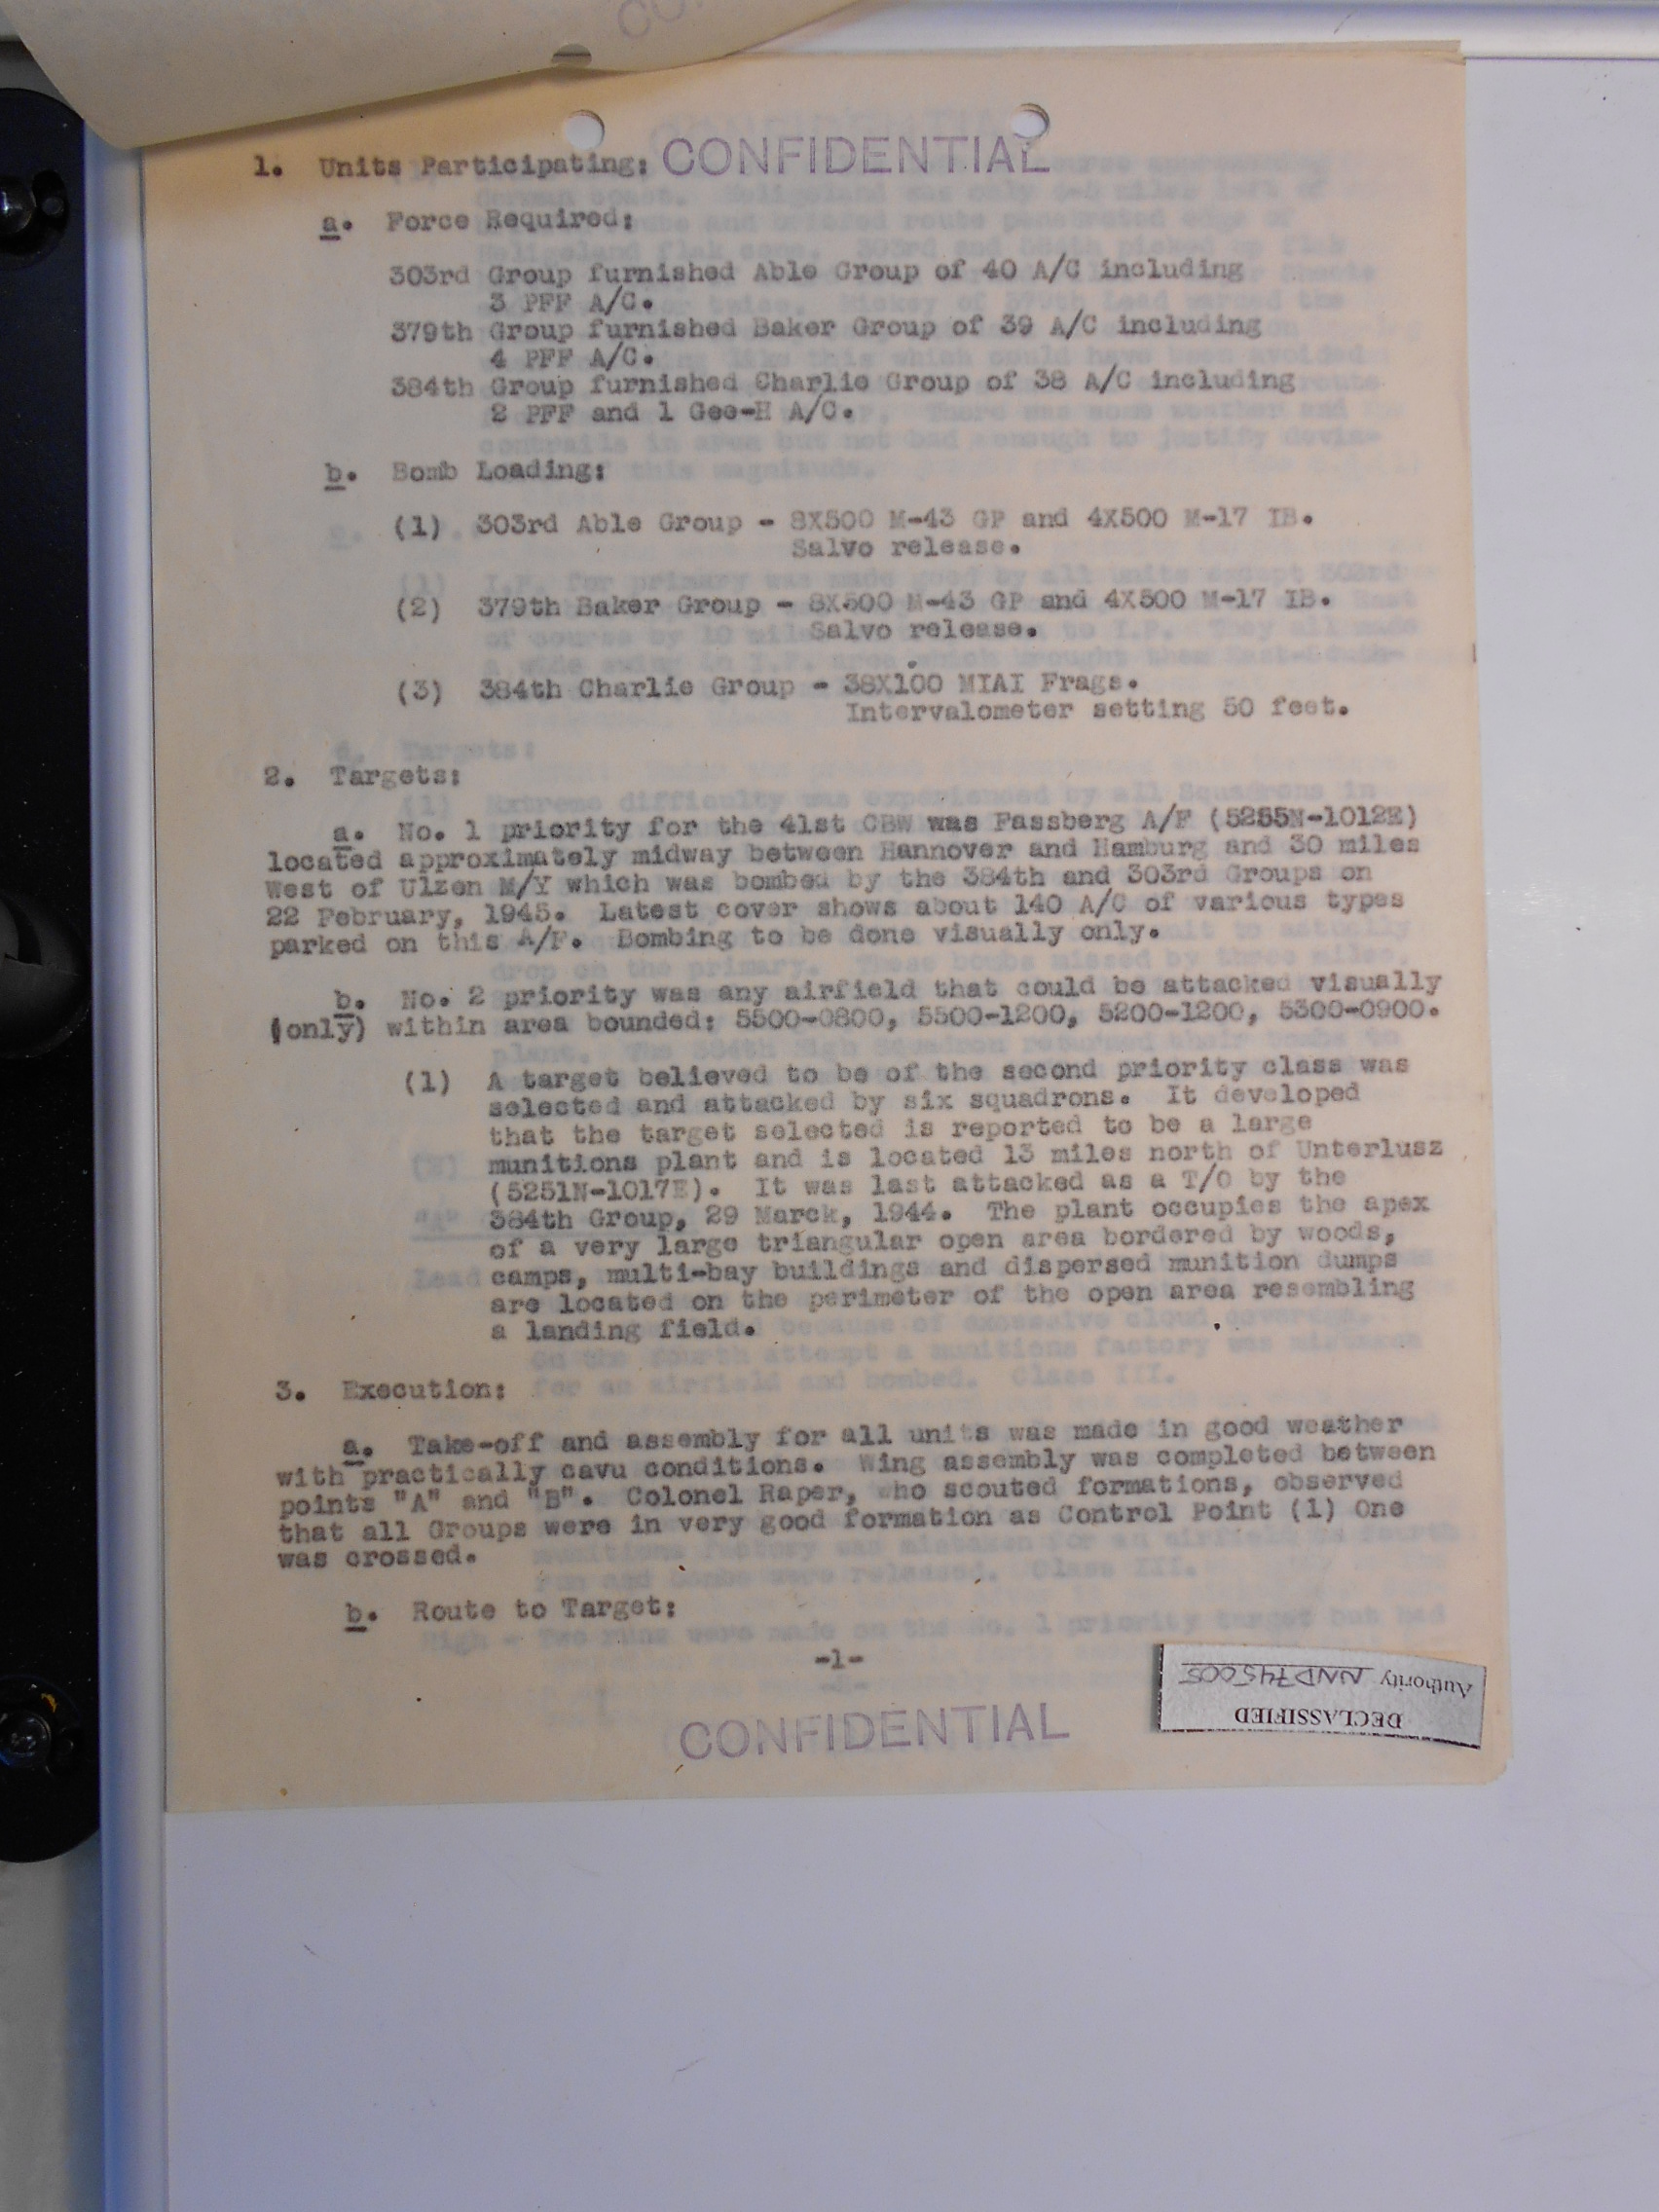 CONFIDENTIAL
1. Units Participating:
a. Force Required:
303rd Group furnished Able Group of 40 A/C including
3 PFF A/C.
379th Group furnished Baker Group of 39 A/C including
4 PFF A/C.
384th Group furnished Charlie Group of 38 A/C including
2 PFF and 1 Gee-H A/C.
b. Bomb Loading:
(1) 303rd Able Group - 8X500 M-43 GP and 4X500 M-17 IB.
Salvo release.
(2) 379th Baker Group - 8X500 M-43 GP and 4X500 M-17 IB.
Salvo release.
(3) 384th Charlie Group - 38X100 MIAI Frags.
Intervalometer setting 50 feet.
2. Targets:
a. No. 1 priority for the 41st CBW was Fassberg A/F (5255N-1012E)
located approximately midway between Hannover and Hamburg and 30 miles
West of Ulzen M/Y which was bombed by the 384th and 303rd Groups on
22 February, 1945. Latest cover shows about 140 A/C of various types
parked on this A/F. Bombing to be done visually only.
b. No. 2 priority was any airfield that could be attacked visually
(only) within area bounded: 5500-0800, 5500-1200, 5200-1200, 5300-0900.
(1) A target believed to be of the second priority class was
selected and attacked by six squadrons. It developed
that the target selected is reported to be a large
munitions plant and is located 13 miles north of Unterlusz
(5251N-1017E). It was last attacked as a T/O by the
384th Group, 29 Marck, 1944. The plant occupies the apex
of a very large triangular open area bordered by woods,
camps, multi-bay buildings and dispersed munition dumps
are located on the perimeter of the open area resembling
a landing field.
3. Execution:
a. Take-off and assembly for all units was made in good weather
with practically cavu conditions. Wing assembly was completed between
points "A" and "B". Colonel Raper, who scouted formations, observed
that all Groups were in very good formation as Control Point (1) One
was crossed.
b. Route to Target:
-1-
CONFIDENTIAL
DECLASSIFIED
Authority NND745005